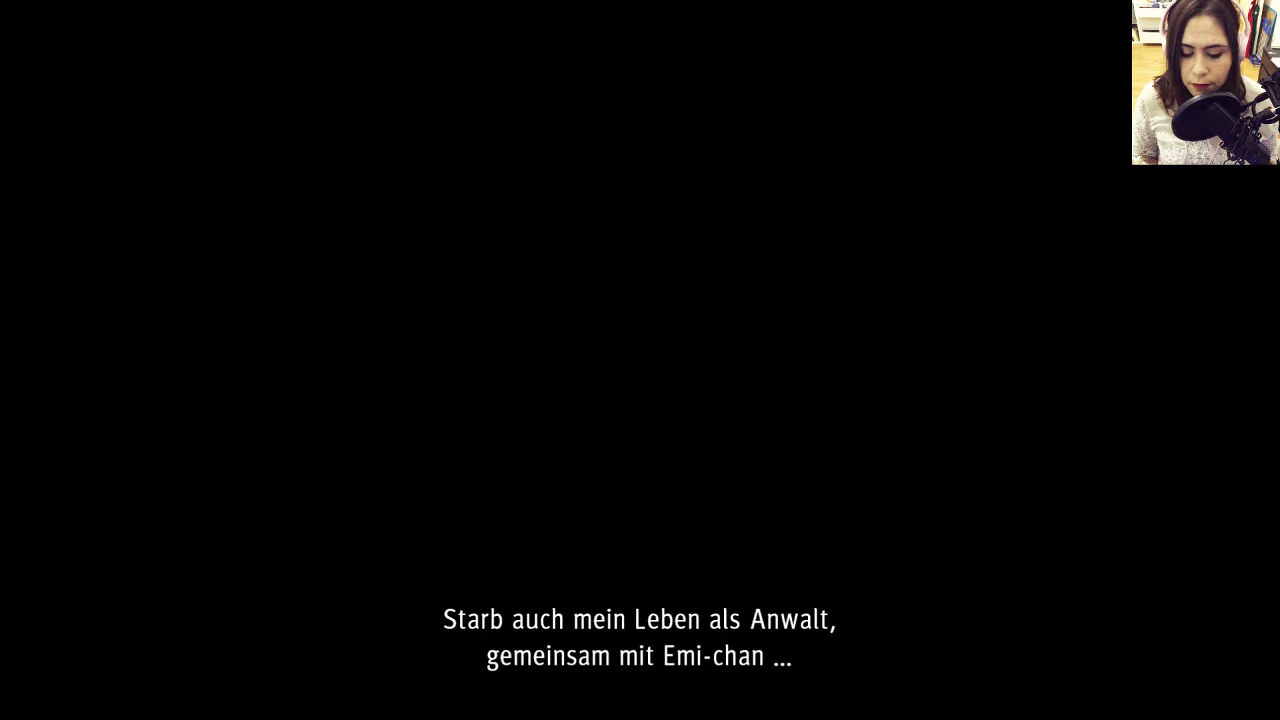 Starb auch mein Leben als Anwalt,
gemeinsam mit Emi-chan ...